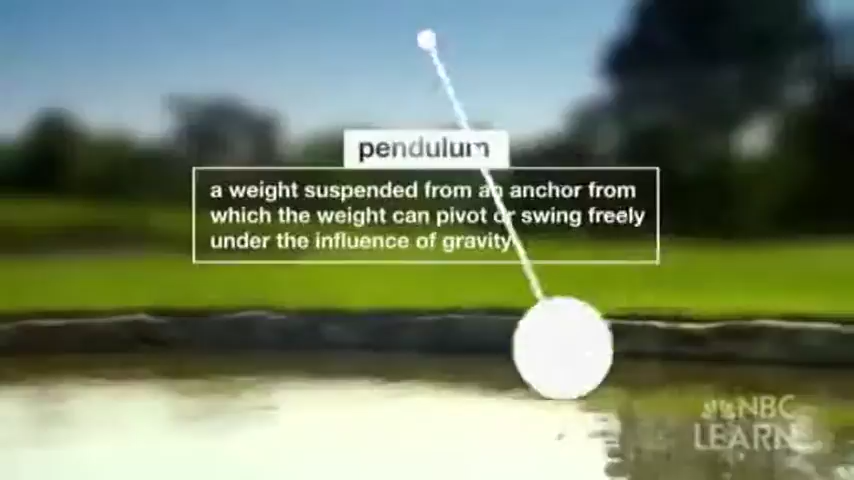 pendulum
a weight suspended from an anchor from
which the weight can pivot or swing freely
under the influence of gravity
NBC
LEARN